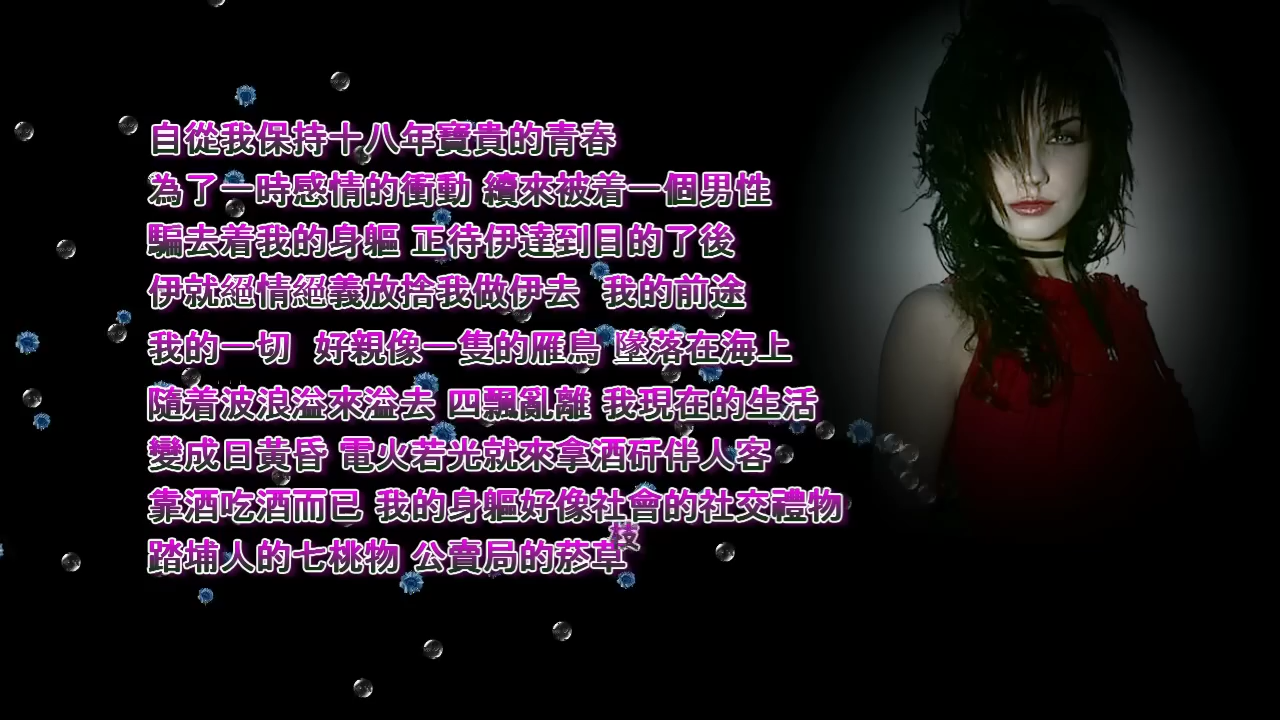 自從我保持十八年寶貴的青春
為了一時感情的衝動 續來被着一個男性
騙去着我的身軀 正待伊達到目的了後
伊就絕情絕義放捨我做伊去 我的前途
我的一切 好親像一隻的雁鳥 墜落在海上
隨着波浪溢來溢去 四飄亂離 我現在的生活
變成日黃昏 電火若光就來拿酒矸伴人客
靠酒吃酒而已 我的身軀好像社會的社交禮物
踏埔人的七桃物 公賣局的菸草
枝